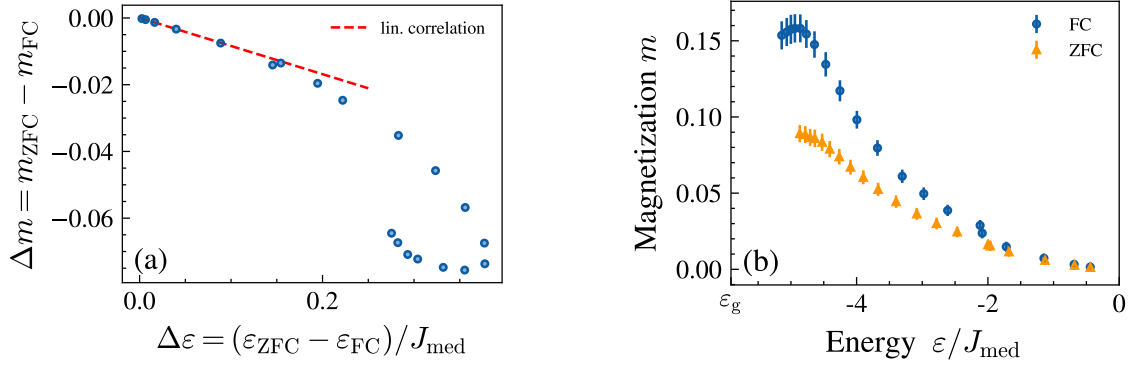 0.00
−0.02
−0.04
−0.06
Δm = m_ZFC − m_FC
lin. correlation
(a)
0.0
0.2
Δε = (ε_ZFC − ε_FC)/J_med
b)
FC
ZFC
0.15
0.10
0.05
0.00
Magnetization m
(b)
ε_g
-4
-2
0
Energy ε/J_med